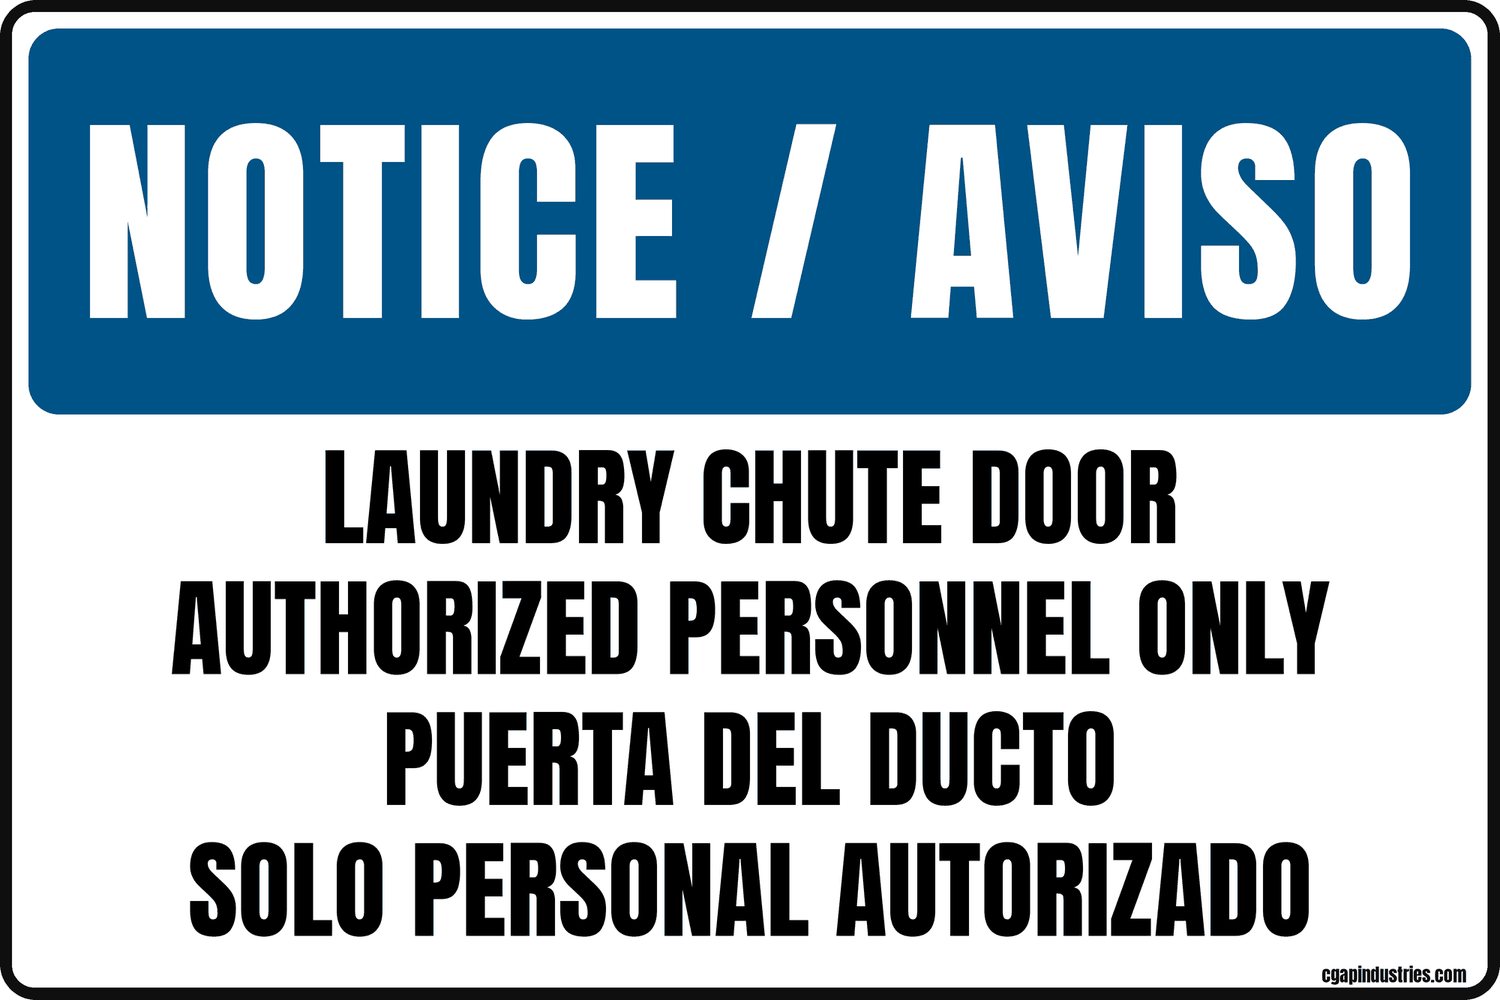 NOTICE / AVISO
LAUNDRY CHUTE DOOR
AUTHORIZED PERSONNEL ONLY
PUERTA DEL DUCTO
SOLO PERSONAL AUTORIZADO
cgapindustries.com